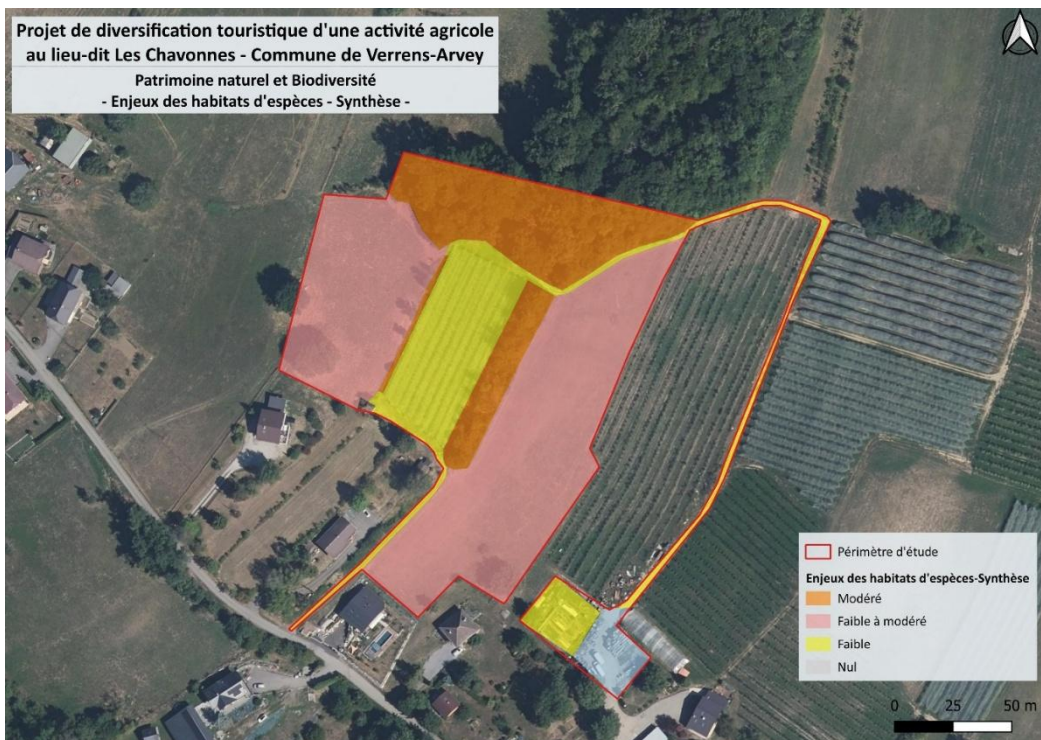 Projet de diversification touristique d'une activité agricole
au lieu-dit Les Chavonnes - Commune de Verrens-Arvey
Patrimoine naturel et Biodiversité
- Enjeux des habitats d'espèces - Synthèse -
Périmètre d'étude
Enjeux des habitats d'espèces-Synthèse
Modéré
Faible à modéré
Faible
Nul
0 25 50 m